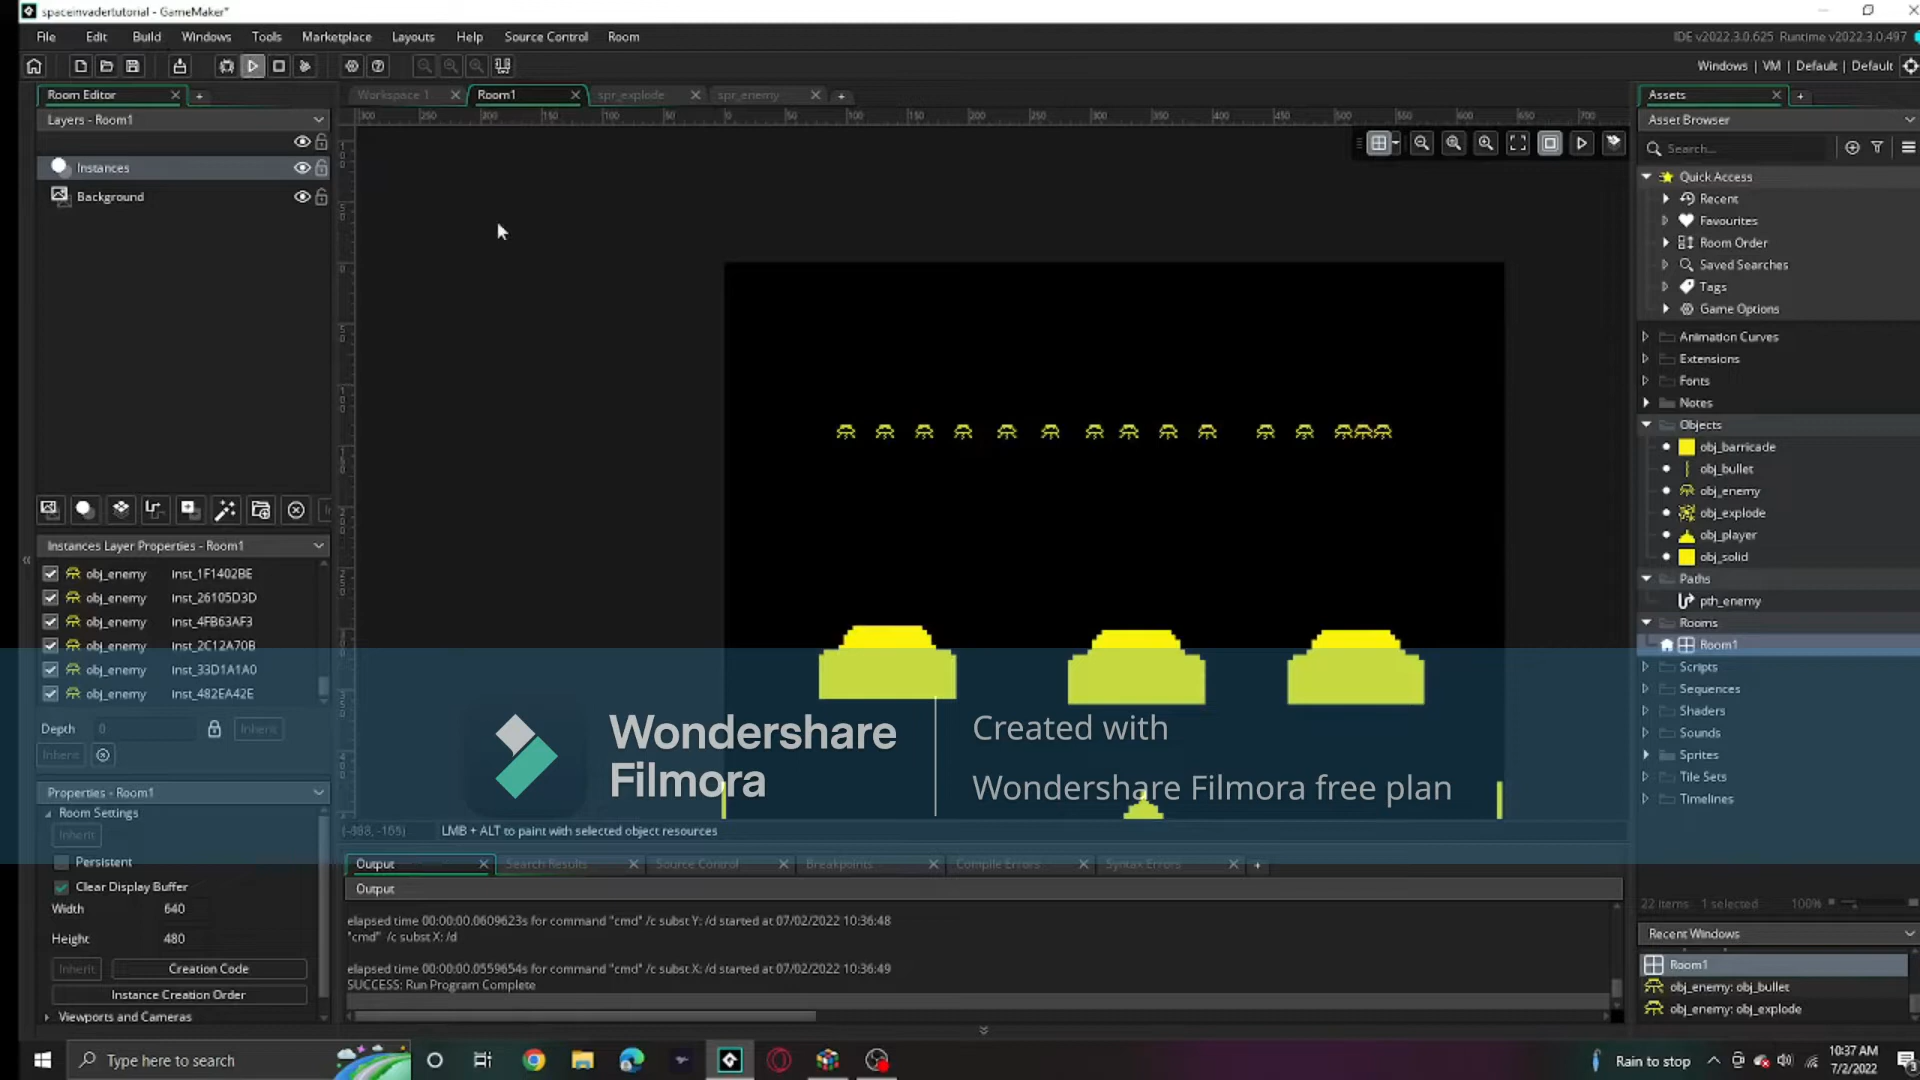 spaceinvadertutorial - GameMaker*
File Edit Build Windows Tools Marketplace Layouts Help Source Control Room
IDE v2022.3.0.625 Runtime v2022.3.0.497
Windows | VM | Default | Default
Room Editor
Workspace 1
Room1
spr_explode
spr_enemy
Assets
Layers - Room1
Asset Browser
Search...
Instances
Background
Quick Access
Recent
Favourites
Room Order
Saved Searches
Tags
Game Options
Animation Curves
Extensions
Fonts
Notes
Objects
obj_barricade
obj_bullet
obj_enemy
obj_explode
obj_player
obj_solid
Paths
pth_enemy
Rooms
Room1
Scripts
Sequences
Shaders
Sounds
Sprites
Tile Sets
Timelines
Instances Layer Properties - Room1
obj_enemy inst_1F1402BE
obj_enemy inst_26105D3D
obj_enemy inst_4FB63AF3
obj_enemy inst_2C12A70B
obj_enemy inst_33D1A1A0
obj_enemy inst_482EA42E
Depth 0 Inherit
Inherit
Wondershare
Filmora
Created with
Wondershare Filmora free plan
LMB + ALT to paint with selected object resources
Properties - Room1
Room Settings
Inherit
Persistent
Clear Display Buffer
Width 640
Height 480
Inherit Creation Code
Instance Creation Order
Viewports and Cameras
Output Search Results Source Control Breakpoints Compile Errors Syntax Errors
Output
elapsed time 00:00:00.0609623s for command "cmd" /c subst Y: /d started at 07/02/2022 10:36:48
"cmd" /c subst X: /d
elapsed time 00:00:00.0559654s for command "cmd" /c subst X: /d started at 07/02/2022 10:36:49
SUCCESS: Run Program Complete
22 items 1 selected 100%
Recent Windows
Room1
obj_enemy: obj_bullet
obj_enemy: obj_explode
Type here to search
Rain to stop
10:37 AM
7/2/2022